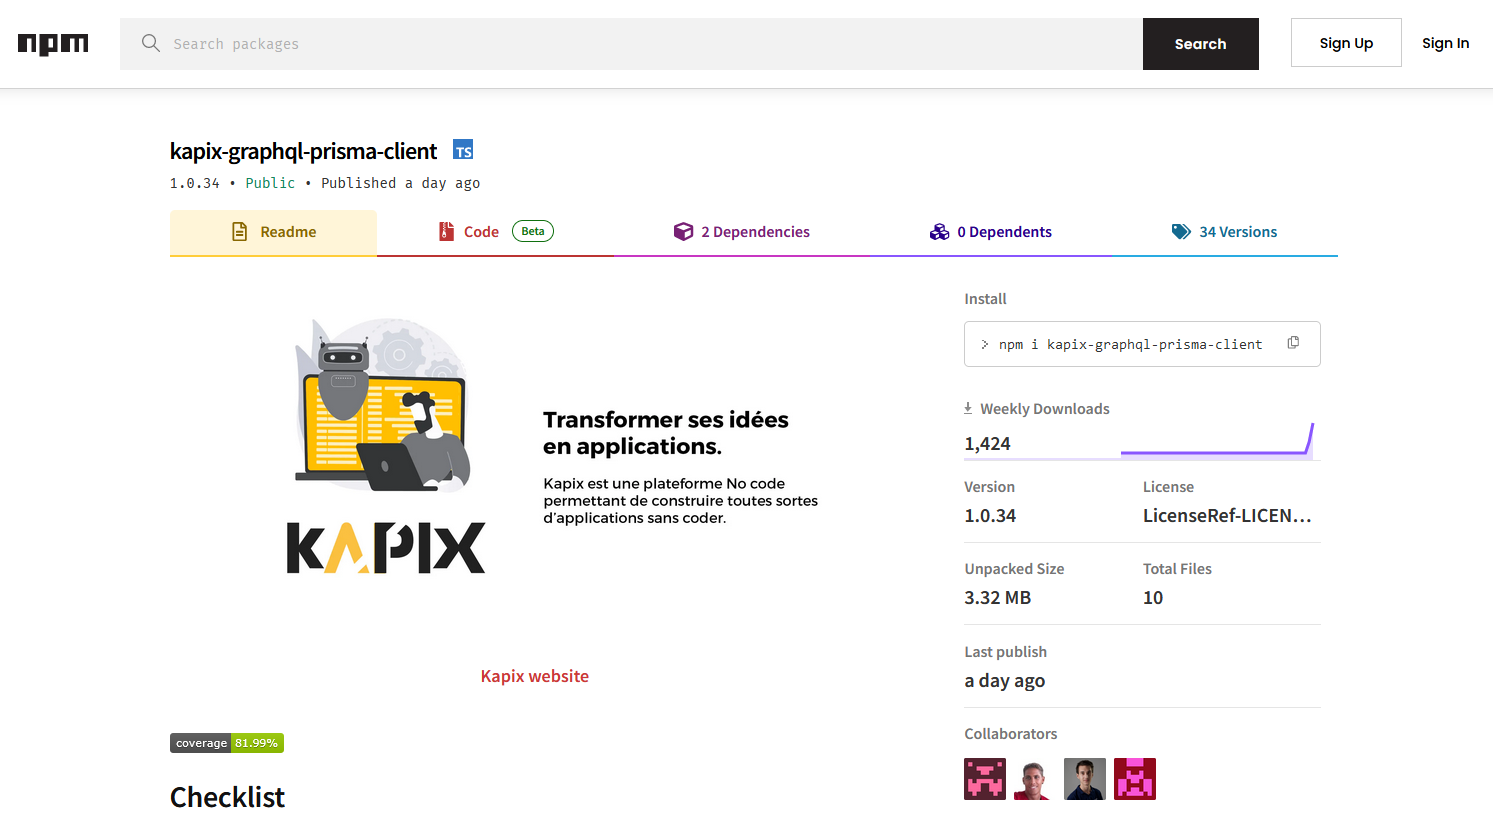 npm
Search packages
Search
Sign Up
Sign In
kapix-graphql-prisma-client TS
1.0.34 • Public • Published a day ago
Readme
Code Beta
2 Dependencies
0 Dependents
34 Versions
Transformer ses idées
en applications.
Kapix est une plateforme No code
permettant de construire toutes sortes
d’applications sans coder.
KAPIX
Kapix website
coverage 81.99%
Checklist
Install
> npm i kapix-graphql-prisma-client
Weekly Downloads
1,424
Version
1.0.34
License
LicenseRef-LICEN...
Unpacked Size
3.32 MB
Total Files
10
Last publish
a day ago
Collaborators